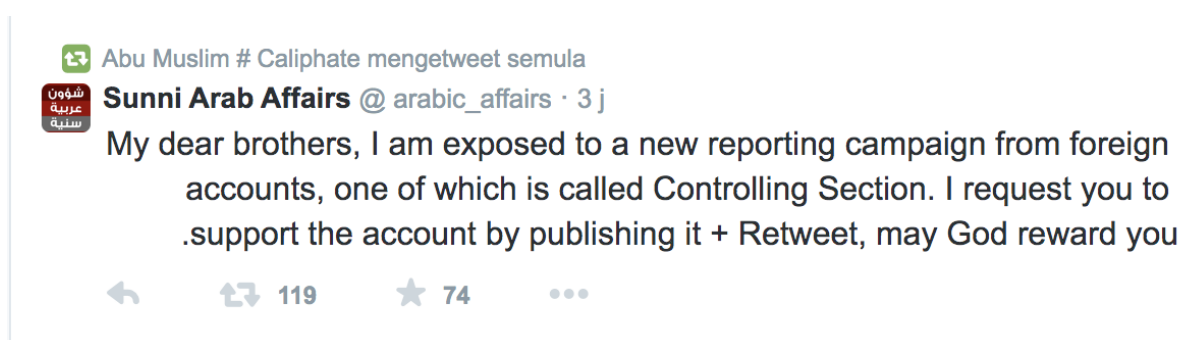 Abu Muslim # Caliphate mengetweet semula
شؤون
عربية
سنية
Sunni Arab Affairs @ arabic_affairs · 3 j
My dear brothers, I am exposed to a new reporting campaign from foreign
accounts, one of which is called Controlling Section. I request you to
.support the account by publishing it + Retweet, may God reward you
119 74